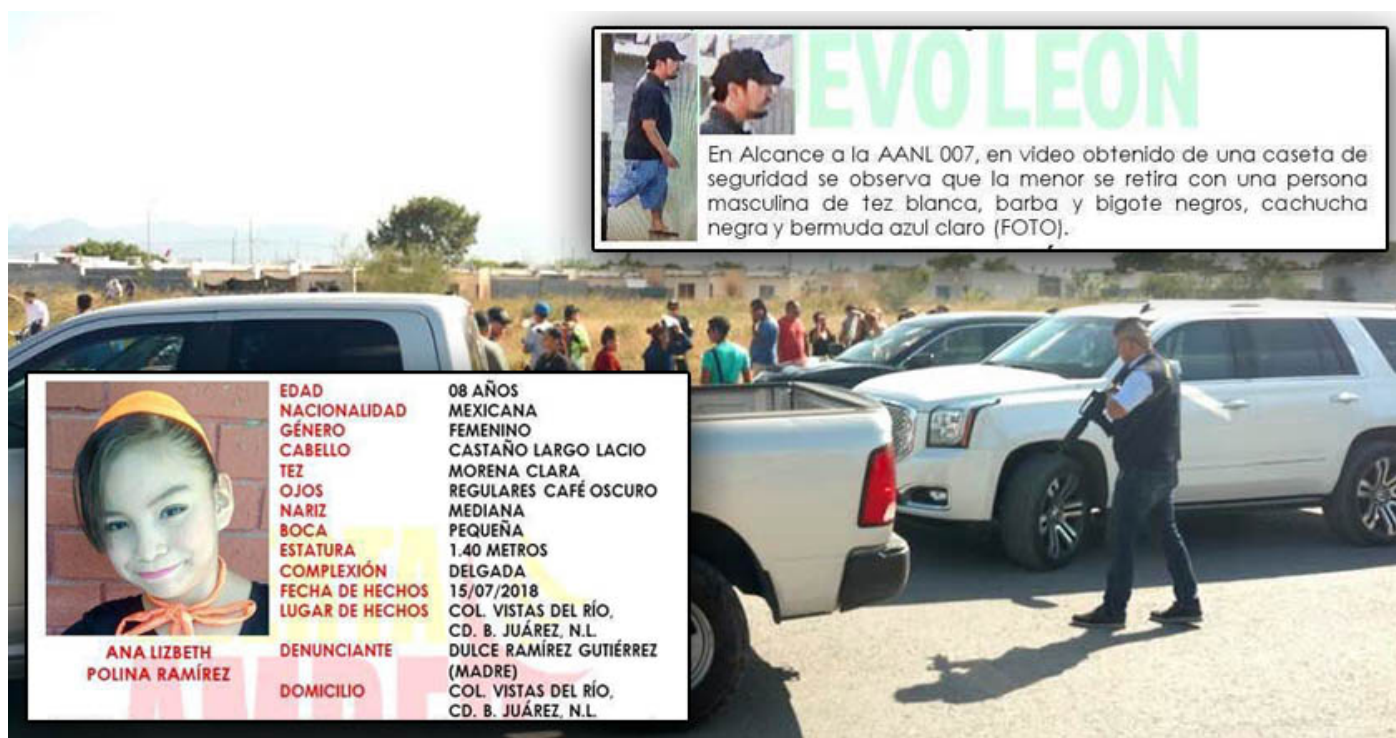 EVO LEON
En Alcance a la AANL 007, en video obtenido de una caseta de
seguridad se observa que la menor se retira con una persona
masculina de tez blanca, barba y bigote negros, cachucha
negra y bermuda azul claro (FOTO).
EDAD 08 AÑOS
NACIONALIDAD MEXICANA
GÉNERO FEMENINO
CABELLO CASTAÑO LARGO LACIO
TEZ MORENA CLARA
OJOS REGULARES CAFÉ OSCURO
NARIZ MEDIANA
BOCA PEQUEÑA
ESTATURA 1.40 METROS
COMPLEXIÓN DELGADA
FECHA DE HECHOS 15/07/2018
LUGAR DE HECHOS COL. VISTAS DEL RÍO,
CD. B. JUÁREZ, N.L.
DENUNCIANTE DULCE RAMÍREZ GUTIÉRREZ
(MADRE)
DOMICILIO COL. VISTAS DEL RÍO,
CD. B. JUÁREZ, N.L.
ANA LIZBETH
POLINA RAMÍREZ